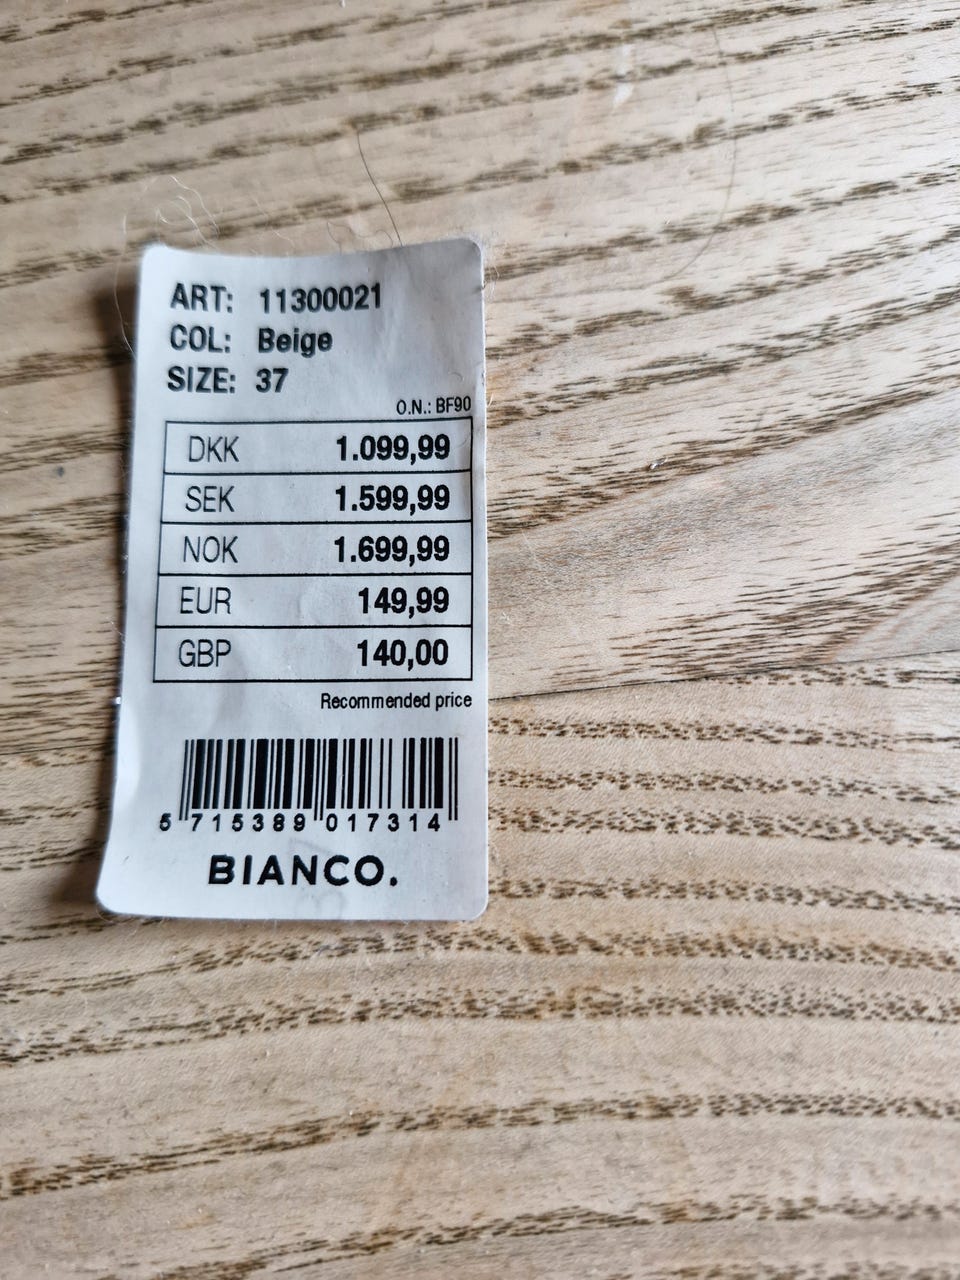 ART: 11300021
COL: Beige
SIZE: 37
O.N.: BF90
DKK 1.099,99
SEK 1.599,99
NOK 1.699,99
EUR 149,99
GBP 140,00
Recommended price
5 715389 017314
BIANCO.